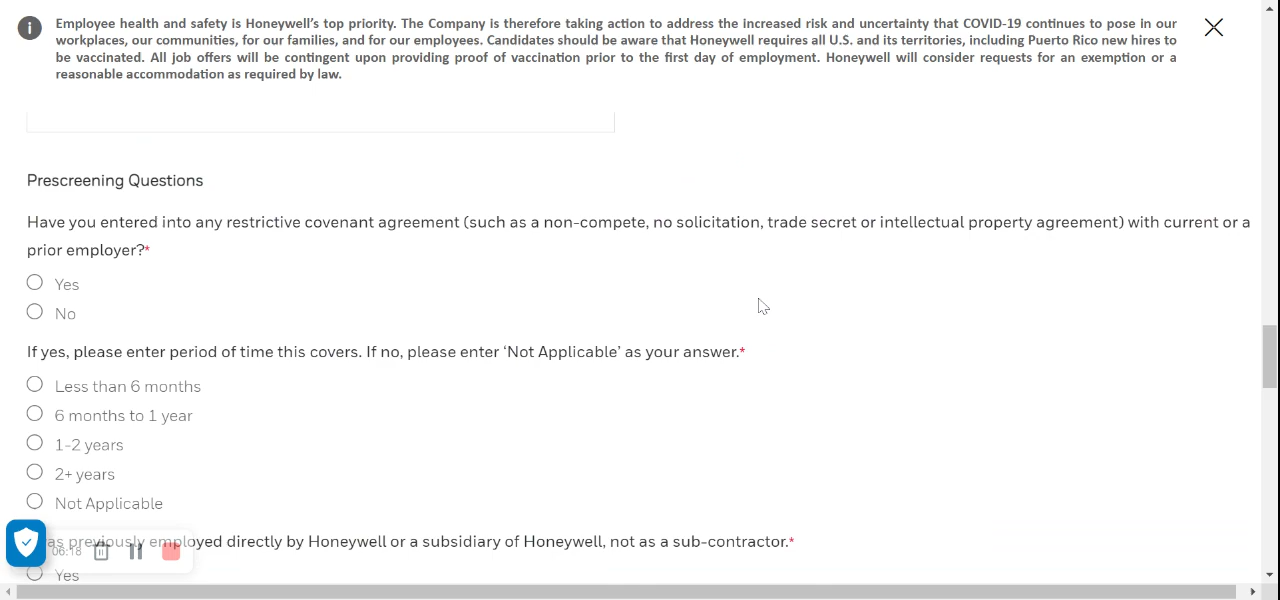 Employee health and safety is Honeywell's top priority. The Company is therefore taking action to address the increased risk and uncertainty that COVID-19 continues to pose in our
workplaces, our communities, for our families, and for our employees. Candidates should be aware that Honeywell requires all U.S. and its territories, including Puerto Rico new hires to
be vaccinated. All job offers will be contingent upon providing proof of vaccination prior to the first day of employment. Honeywell will consider requests for an exemption or a
reasonable accommodation as required by law.
Prescreening Questions
Have you entered into any restrictive covenant agreement (such as a non-compete, no solicitation, trade secret or intellectual property agreement) with current or a
prior employer?*
Yes
No
If yes, please enter period of time this covers. If no, please enter ‘Not Applicable’ as your answer.*
Less than 6 months
6 months to 1 year
1-2 years
2+ years
Not Applicable
as previously employed directly by Honeywell or a subsidiary of Honeywell, not as a sub-contractor.*
06:18
Yes